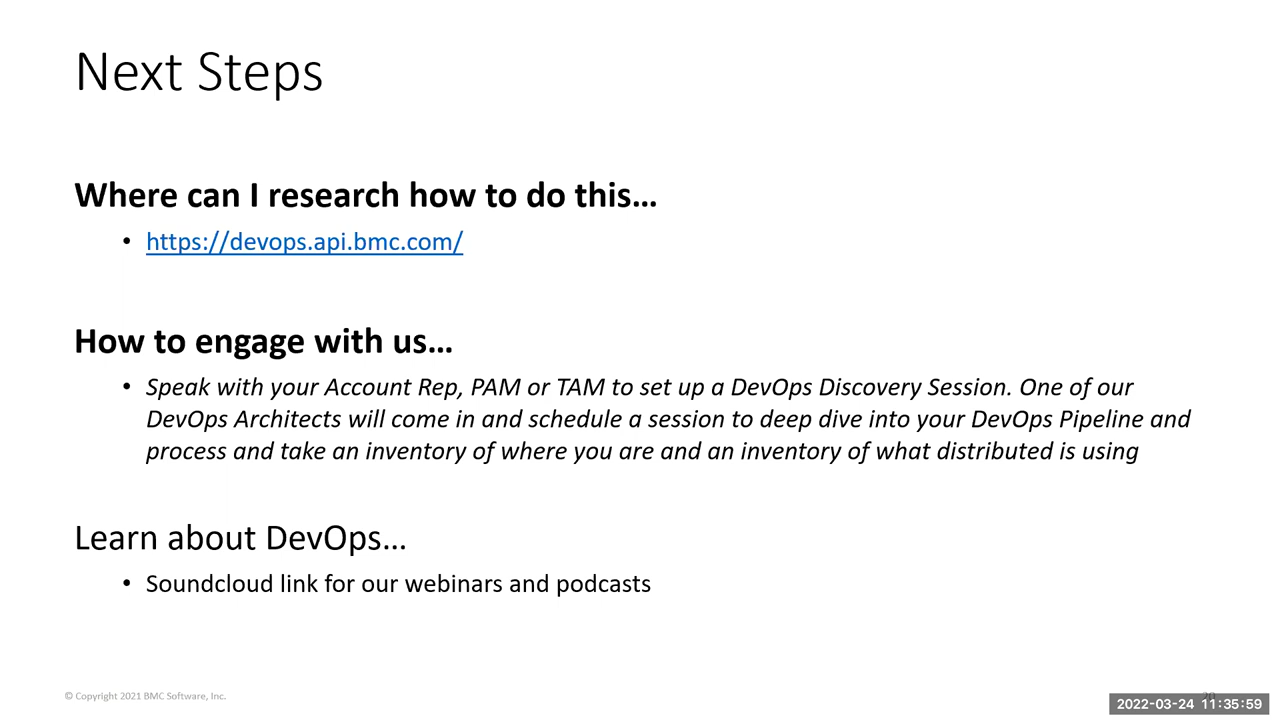 Next Steps
Where can I research how to do this…
• https://devops.api.bmc.com/
How to engage with us…
• Speak with your Account Rep, PAM or TAM to set up a DevOps Discovery Session. One of our
DevOps Architects will come in and schedule a session to deep dive into your DevOps Pipeline and
process and take an inventory of where you are and an inventory of what distributed is using
Learn about DevOps…
• Soundcloud link for our webinars and podcasts
© Copyright 2021 BMC Software, Inc.
2022-03-24 11:35:59